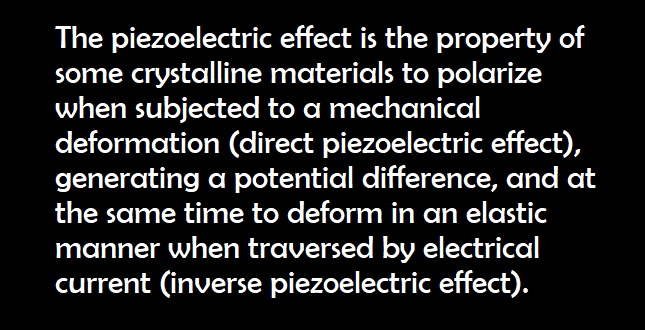 The piezoelectric effect is the property of
some crystalline materials to polarize
when subjected to a mechanical
deformation (direct piezoelectric effect),
generating a potential difference, and at
the same time to deform in an elastic
manner when traversed by electrical
current (inverse piezoelectric effect).